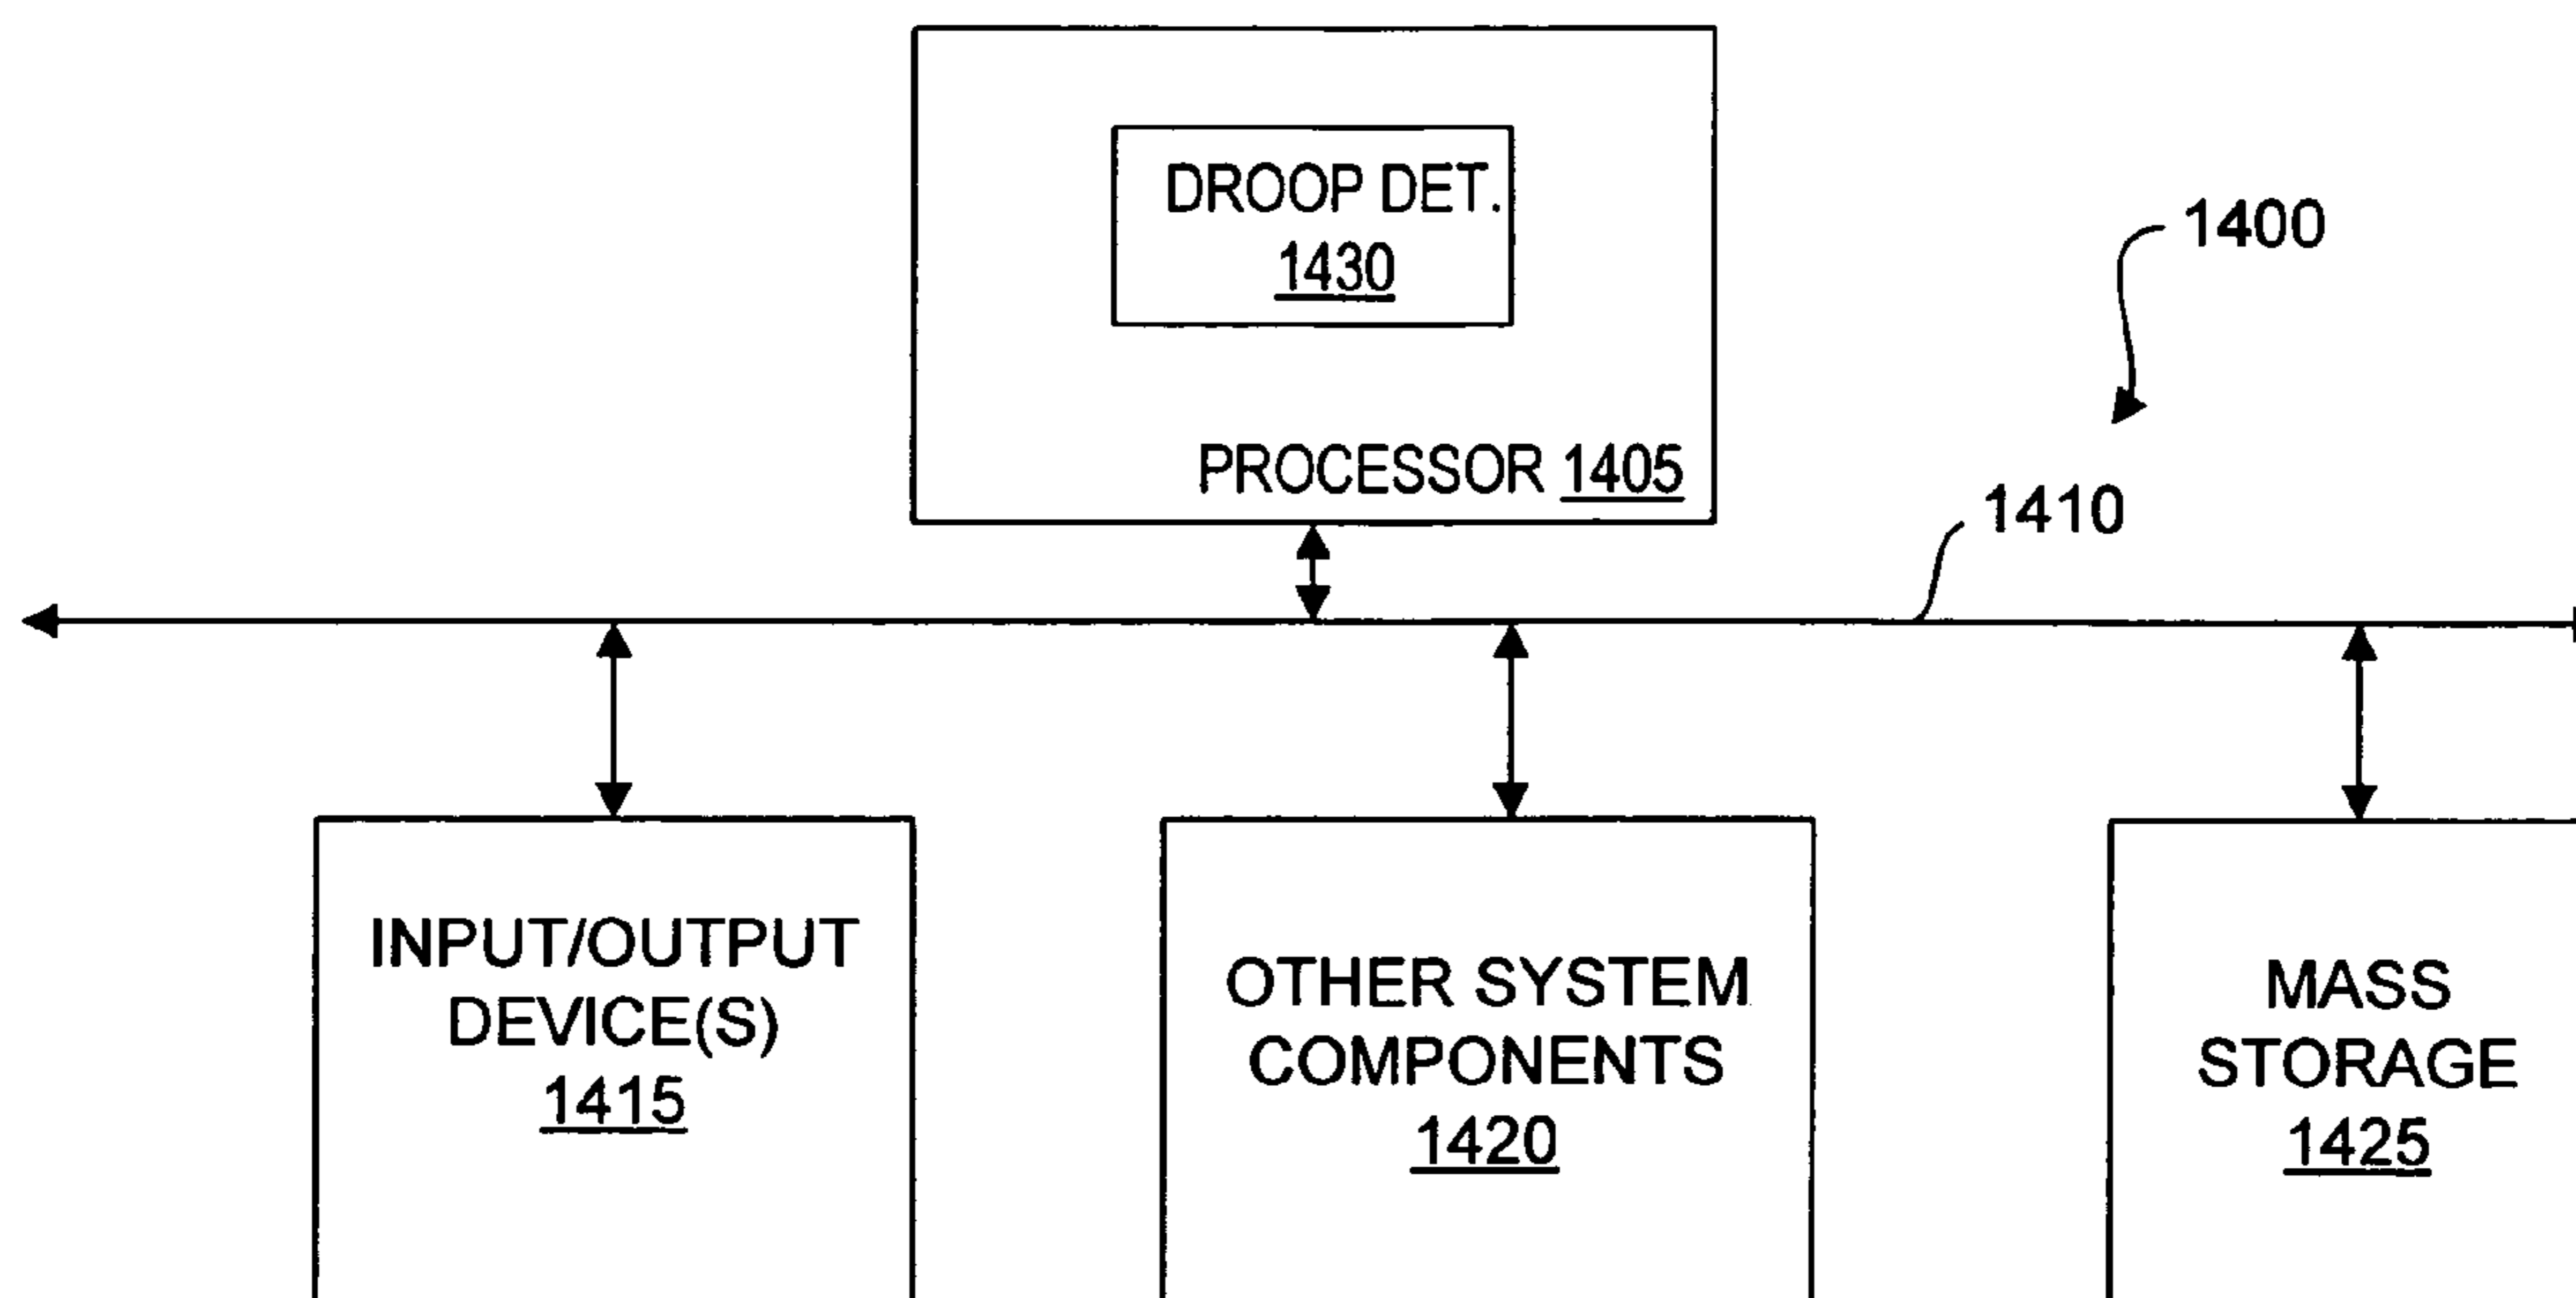 DROOP DET.
1430
PROCESSOR 1405
1400
1410
INPUT/OUTPUT
DEVICE(S)
1415
OTHER SYSTEM
COMPONENTS
1420
MASS
STORAGE
1425